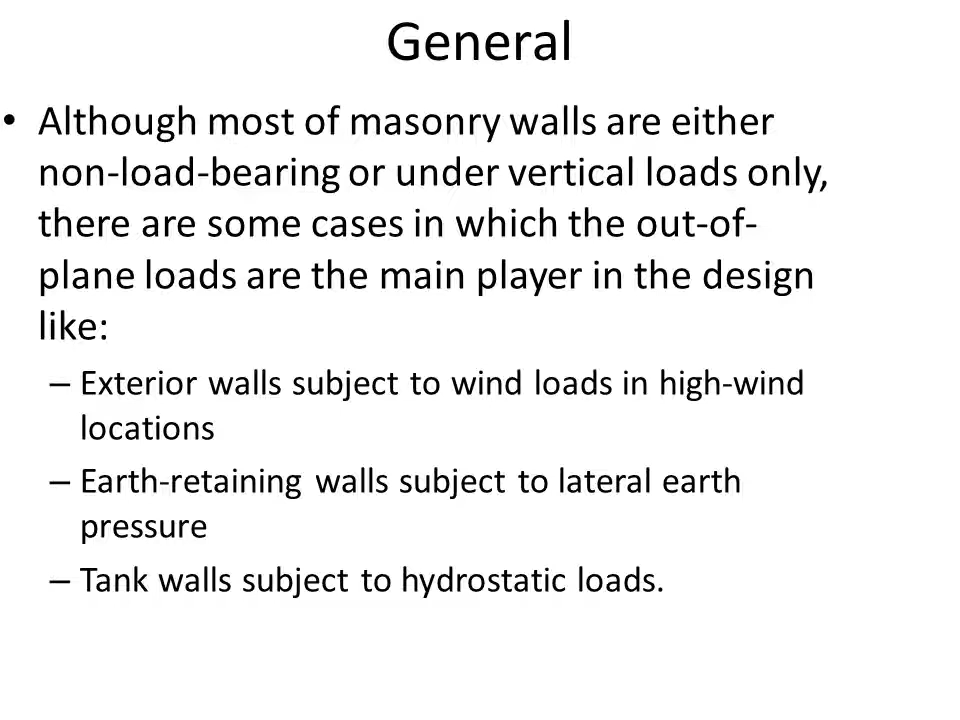 General
• Although most of masonry walls are either
non-load-bearing or under vertical loads only,
there are some cases in which the out-of-
plane loads are the main player in the design
like:
– Exterior walls subject to wind loads in high-wind
locations
– Earth-retaining walls subject to lateral earth
pressure
– Tank walls subject to hydrostatic loads.